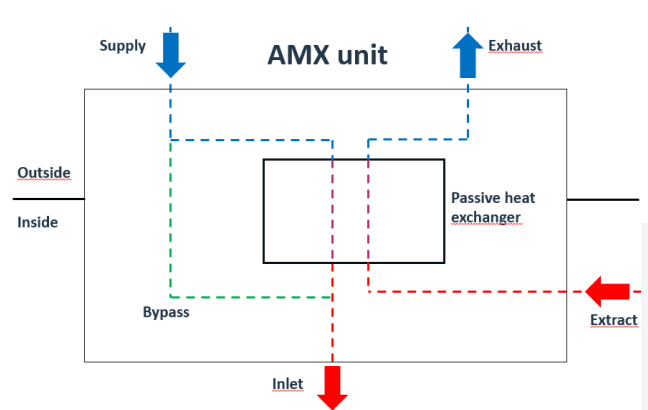 Supply
AMX unit
Exhaust
Outside
Inside
Passive heat
exchanger
Bypass
Extract
Inlet